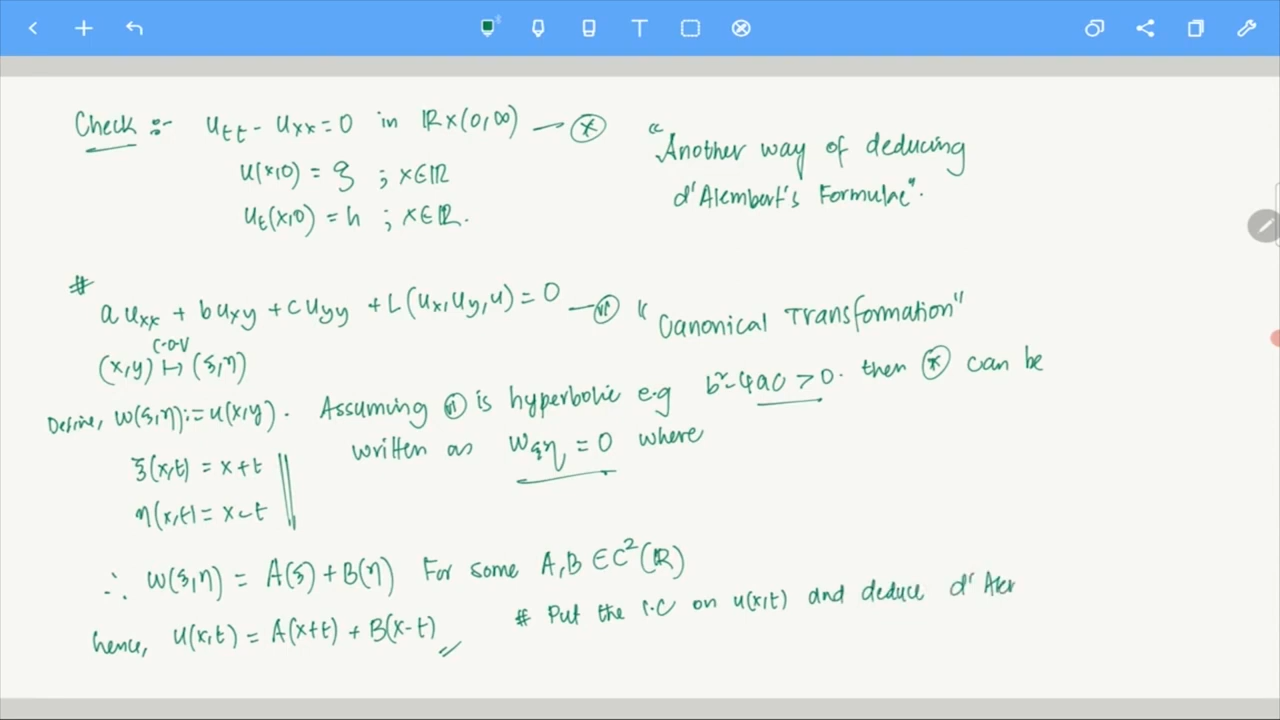 Check :- u_tt - u_xx = 0 in ℝ×(0,∞) — (*)
u(x,0) = g ; x∈ℝ
u_t(x,0) = h ; x∈ℝ.
"Another way of deducing
d'Alembert's Formulae".
#
a u_xx + b u_xy + c u_yy + L(u_x, u_y, u) = 0 —
"Canonical Transformation"
C-O-V
(x,y) ↦ (ξ,η)
Define, w(ξ,η) := u(x,y). Assuming is hyperbolic e.g b²-4ac > 0. then (*) can be
written as w_ξη = 0 where
ξ(x,t) = x+t
η(x,t) = x-t
∴ w(ξ,η) = A(ξ) + B(η) For some A,B ∈ C²(ℝ)
hence, u(x,t) = A(x+t) + B(x-t)
# Put the I.C on u(x,t) and deduce d'Aler